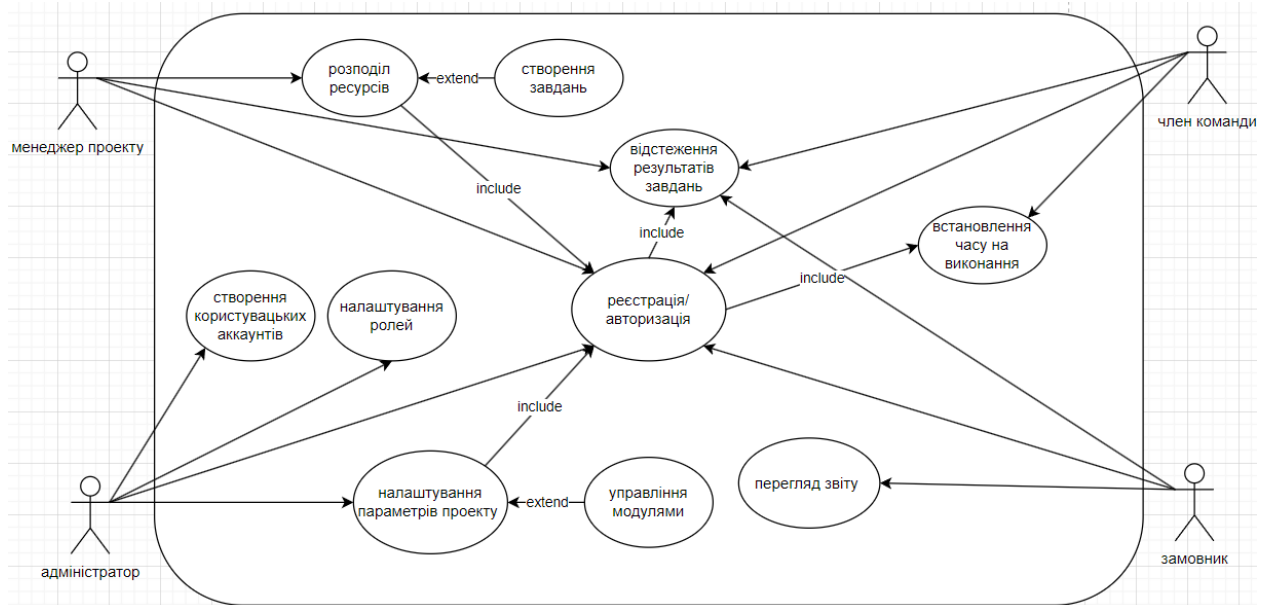 розподіл
ресурсів
extend
створення
завдань
менеджер проекту
член команди
відстеження
результатів
завдань
include
include
встановлення
часу на
виконання
include
створення
користувацьких
аккаунтів
налаштування
ролей
реєстрація/
авторизація
include
налаштування
параметрів проекту
extend
управління
модулями
перегляд звіту
адміністратор
замовник